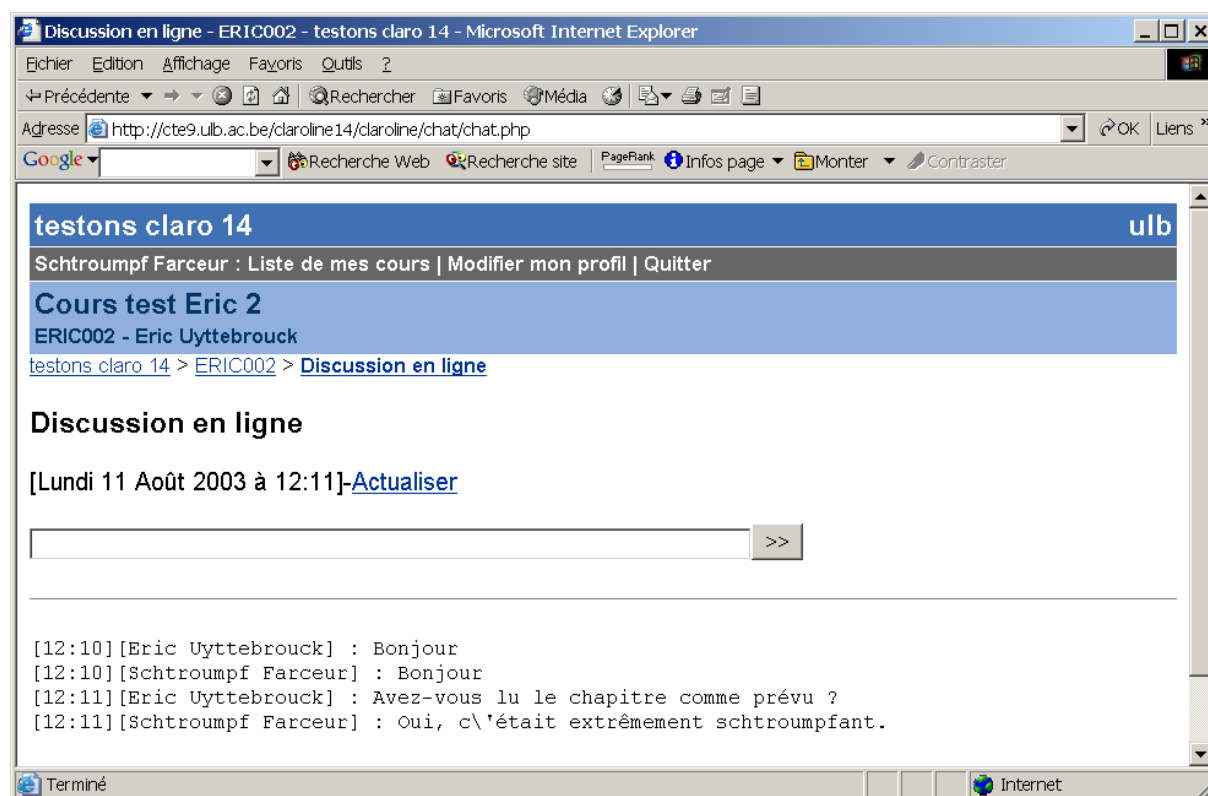 Discussion en ligne - ERIC002 - testons claro 14 - Microsoft Internet Explorer
Fichier Edition Affichage Favoris Outils ?
Précédente Rechercher Favoris Média
Adresse http://cte9.ulb.ac.be/claroline14/claroline/chat/chat.php OK Liens »
Google Recherche Web Recherche site PageRank Infos page Monter Contraster
testons claro 14 ulb
Schtroumpf Farceur : Liste de mes cours | Modifier mon profil | Quitter
Cours test Eric 2
ERIC002 - Eric Uyttebrouck
testons claro 14 > ERIC002 > Discussion en ligne
Discussion en ligne
[Lundi 11 Août 2003 à 12:11]-Actualiser
>>
[12:10][Eric Uyttebrouck] : Bonjour
[12:10][Schtroumpf Farceur] : Bonjour
[12:11][Eric Uyttebrouck] : Avez-vous lu le chapitre comme prévu ?
[12:11][Schtroumpf Farceur] : Oui, c\'était extrêmement schtroumpfant.
Terminé Internet